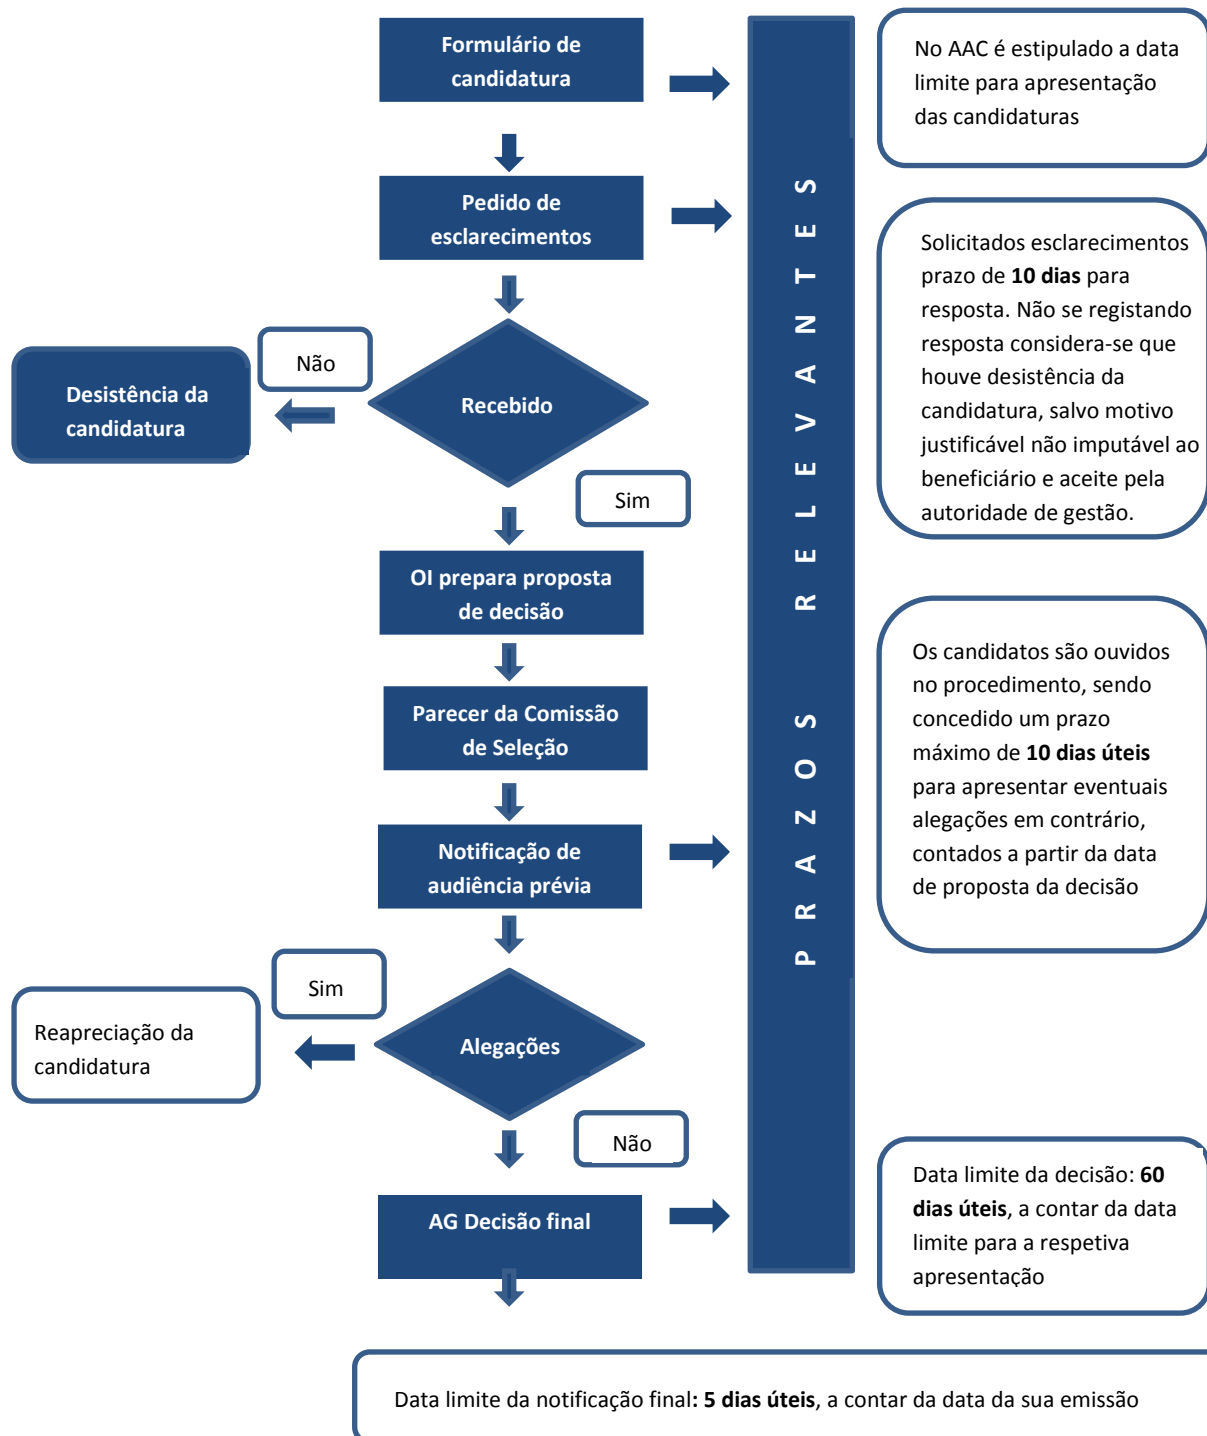 Formulário de
candidatura
No AAC é estipulado a data
limite para apresentação
das candidaturas
Pedido de
esclarecimentos
Solicitados esclarecimentos
prazo de 10 dias para
resposta. Não se registando
resposta considera-se que
houve desistência da
candidatura, salvo motivo
justificável não imputável ao
beneficiário e aceite pela
autoridade de gestão.
Não
Desistência da
candidatura
Recebido
Sim
OI prepara proposta
de decisão
Parecer da Comissão
de Seleção
Os candidatos são ouvidos
no procedimento, sendo
concedido um prazo
máximo de 10 dias úteis
para apresentar eventuais
alegações em contrário,
contados a partir da data
de proposta da decisão
Notificação de
audiência prévia
Sim
Reapreciação da
candidatura
Alegações
Não
AG Decisão final
Data limite da decisão: 60
dias úteis, a contar da data
limite para a respetiva
apresentação
PRAZOS RELEVANTES
Data limite da notificação final: 5 dias úteis, a contar da data da sua emissão